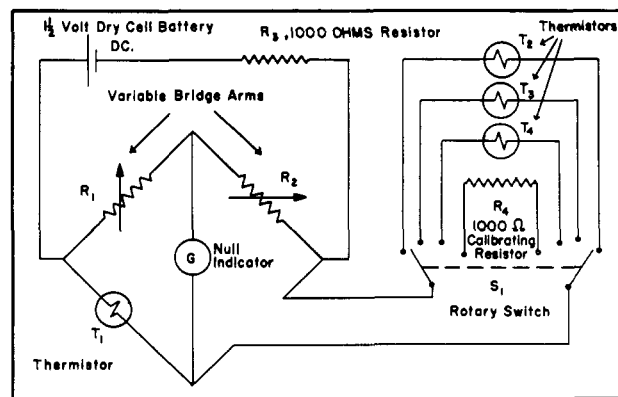 1½ Volt Dry Cell Battery
DC.
R3, 1000 OHMS Resistor
Thermistors
T2
T3
T4
Variable Bridge Arms
R1
R2
R4
1000 Ω
Calibrating
Resistor
G
Null
Indicator
S1
Rotary Switch
T1
Thermistor